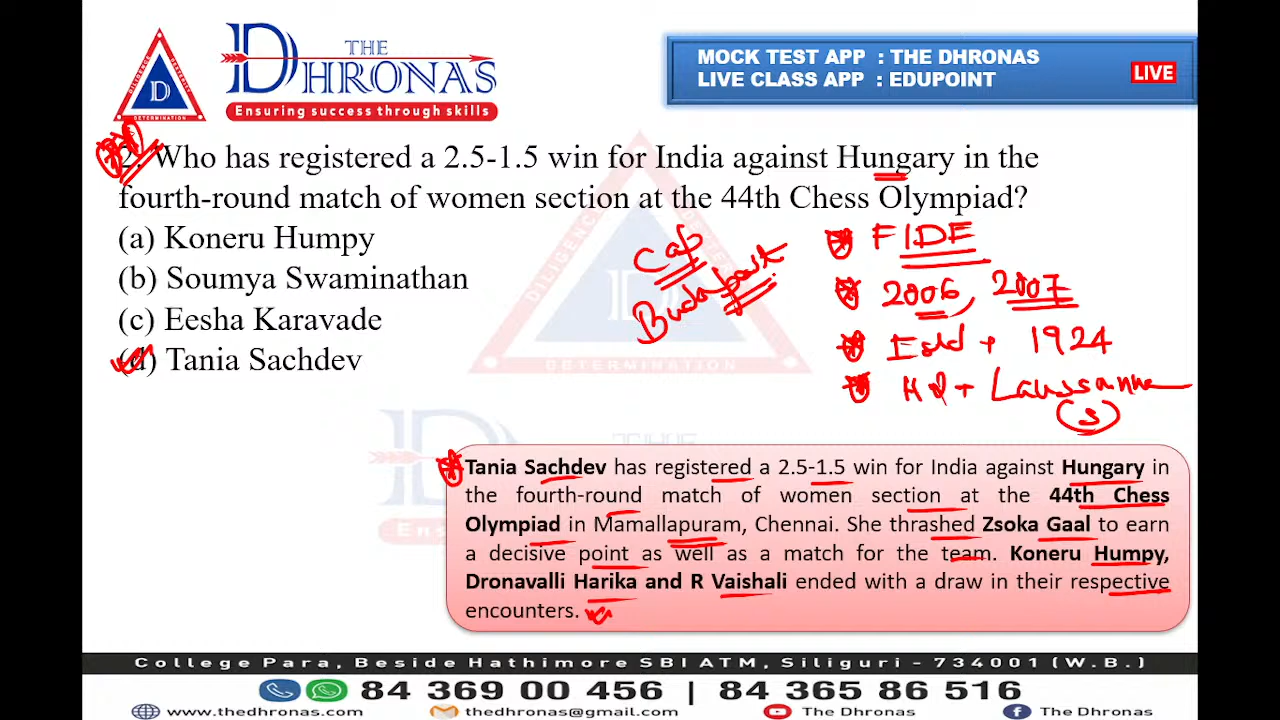 THE
DHRONAS
Ensuring success through skills
D
DETERMINATION
MOCK TEST APP : THE DHRONAS
LIVE CLASS APP : EDUPOINT
LIVE
2. Who has registered a 2.5-1.5 win for India against Hungary in the
fourth-round match of women section at the 44th Chess Olympiad?
(a) Koneru Humpy
(b) Soumya Swaminathan
(c) Eesha Karavade
(d) Tania Sachdev
Cap
FIDE
2006, 2007
1924
HQ
DETERMINATION
Tania Sachdev has registered a 2.5-1.5 win for India against Hungary in
the fourth-round match of women section at the 44th Chess
Olympiad in Mamallapuram, Chennai. She thrashed Zsoka Gaal to earn
a decisive point as well as a match for the team. Koneru Humpy,
Dronavalli Harika and R Vaishali ended with a draw in their respective
encounters.
College Para, Beside Hathimore SBI ATM, Siliguri - 734001 (W.B.)
84 369 00 456 | 84 365 86 516
www.thedhronas.com thedhronas@gmail.com The Dhronas The Dhronas